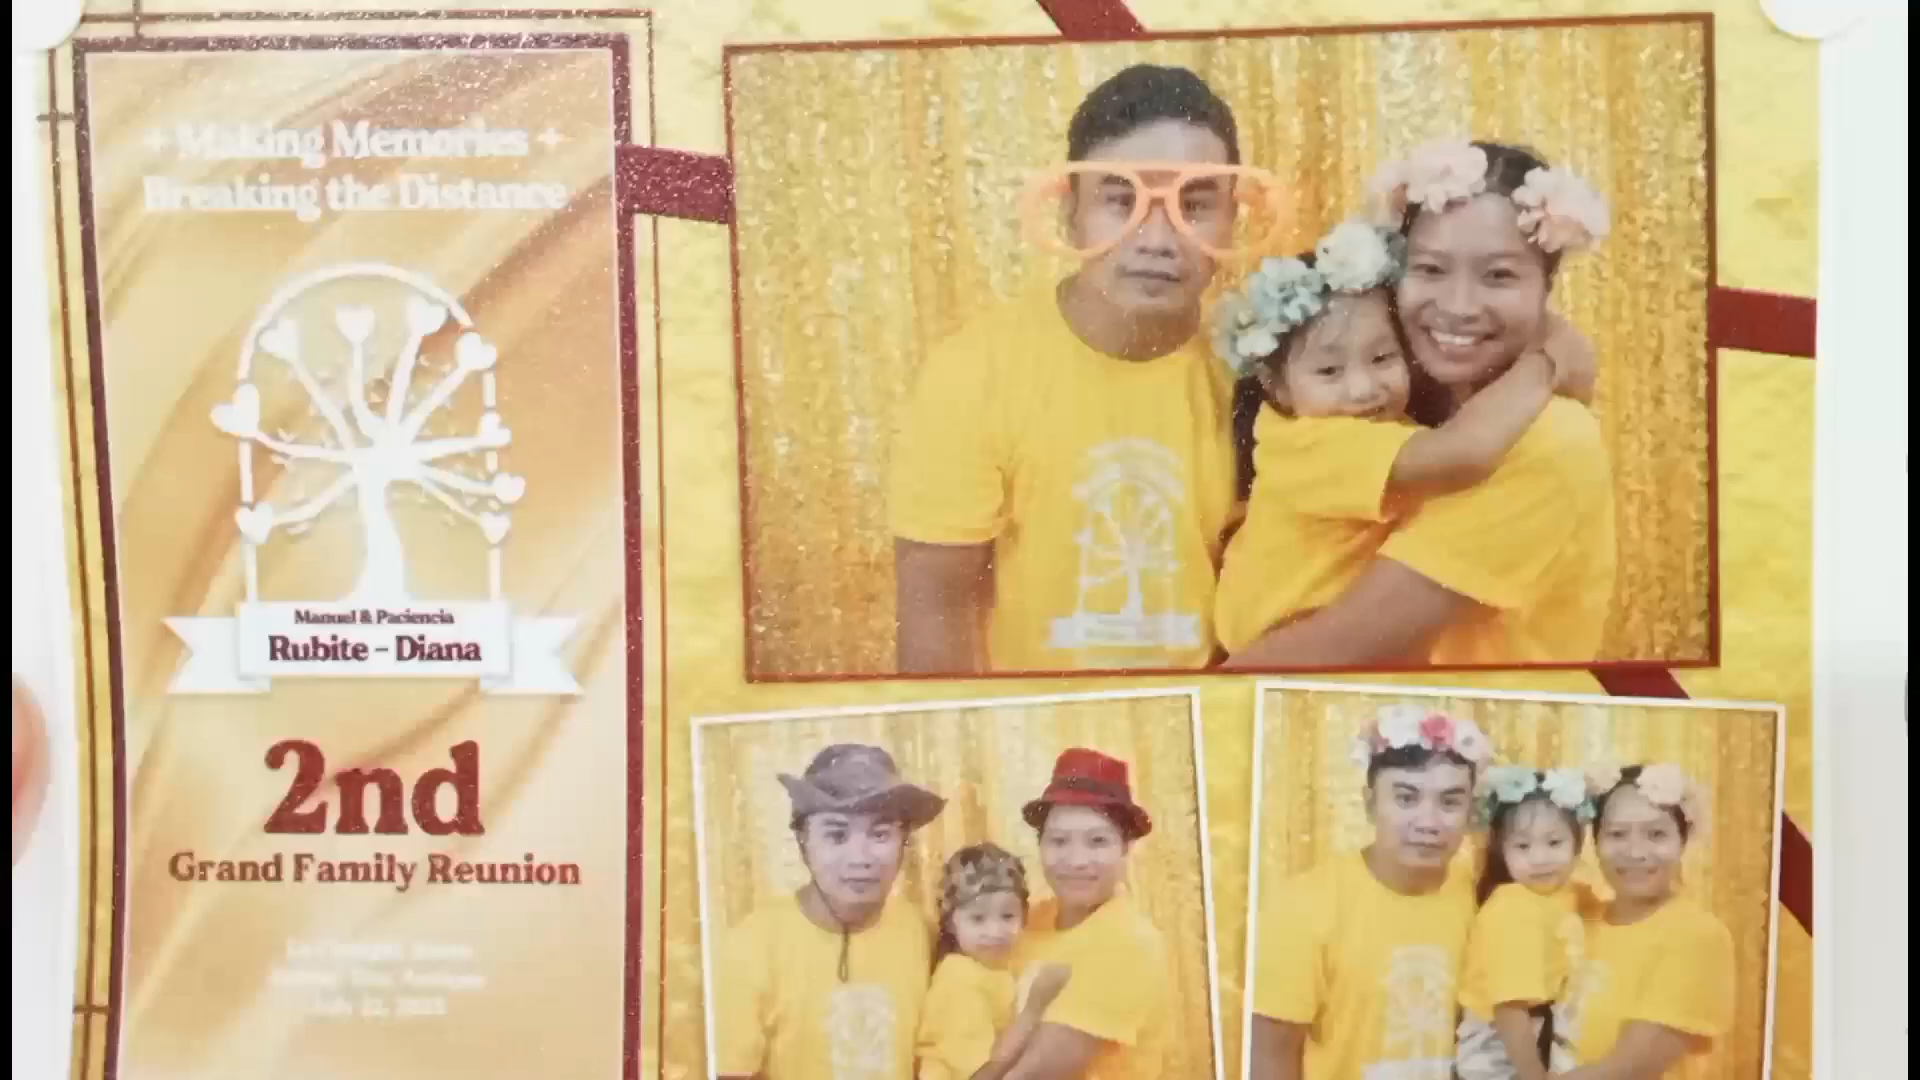 + Making Memories +
Breaking the Distance
Manuel & Paciencia
Rubite - Diana
2nd
Grand Family Reunion